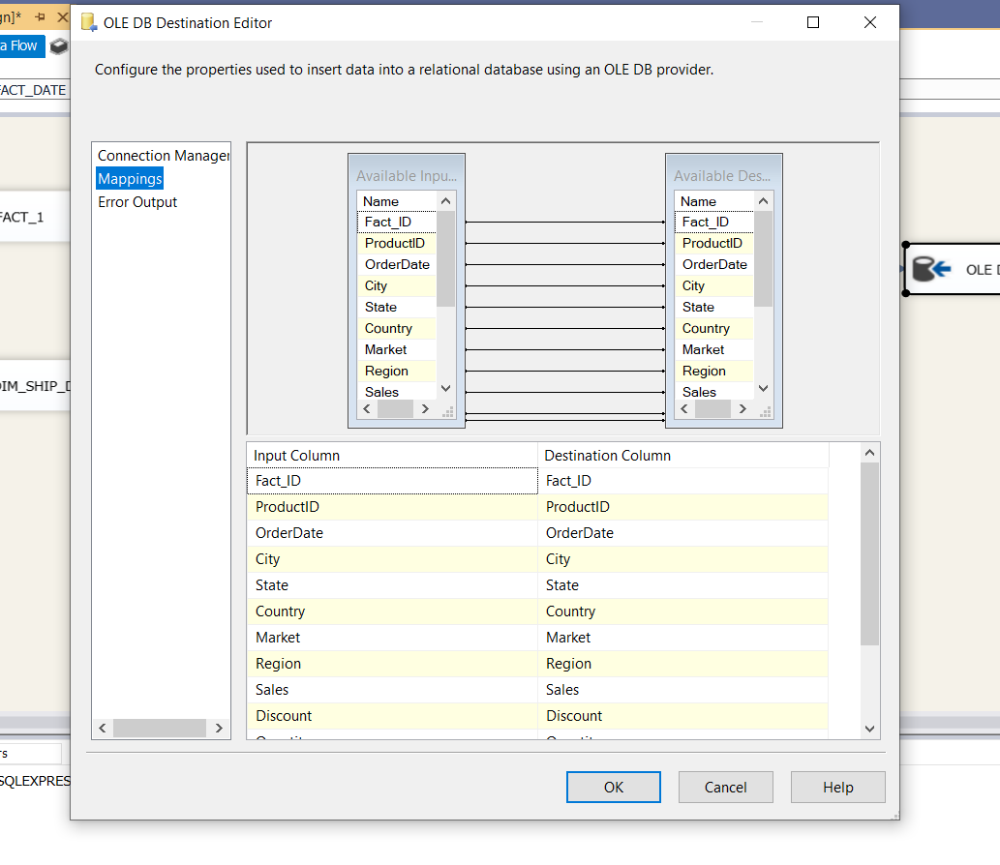 gn]*
OLE DB Destination Editor
a Flow
Configure the properties used to insert data into a relational database using an OLE DB provider.
FACT_DATE
Connection Manager
Mappings
Error Output
Available Inpu...
Name
Fact_ID
ProductID
OrderDate
City
State
Country
Market
Region
Sales
Available Des...
Name
Fact_ID
ProductID
OrderDate
City
State
Country
Market
Region
Sales
FACT_1
OLE D
DIM_SHIP_D
Input Column Destination Column
Fact_ID Fact_ID
ProductID ProductID
OrderDate OrderDate
City City
State State
Country Country
Market Market
Region Region
Sales Sales
Discount Discount
rs
SQLEXPRES
OK Cancel Help